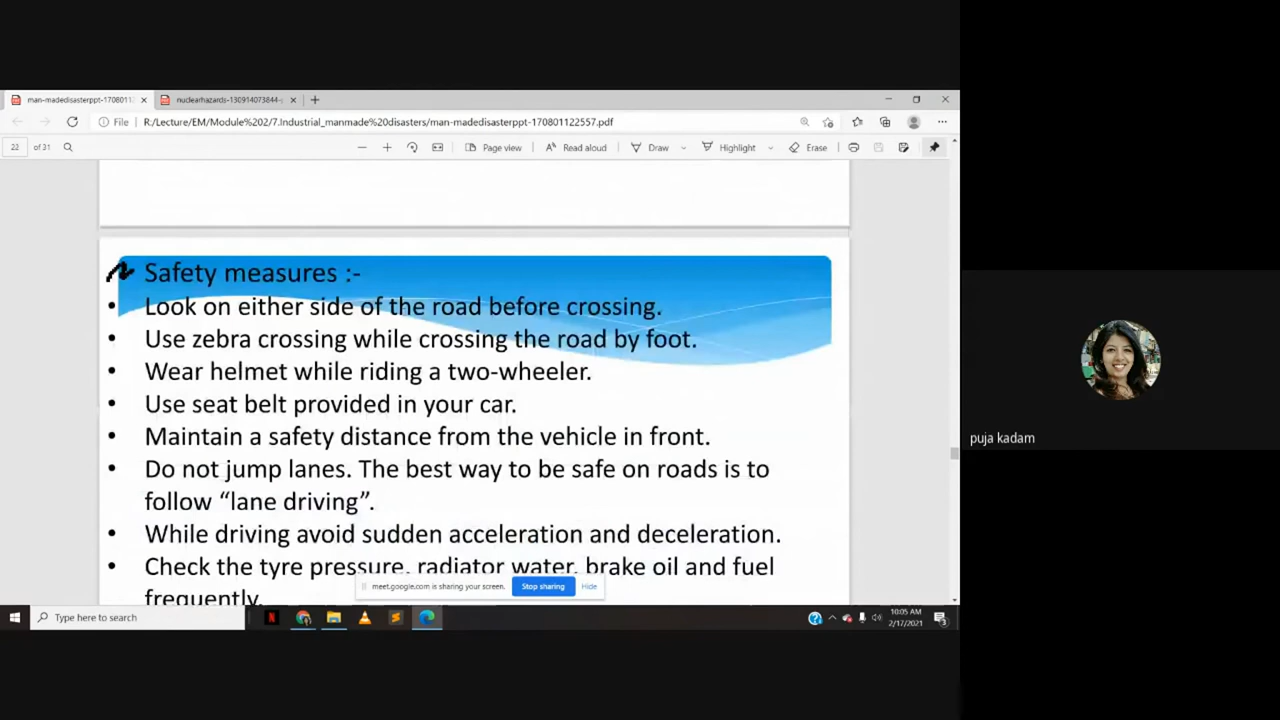 man-madedisasterppt-1708011
nuclearhazards-130914073844-
File
R:/Lecture/EM/Module%202/7.Industrial_manmade%20disasters/man-madedisasterppt-170801122557.pdf
22 of 31
Page view
Read aloud
Draw
Highlight
Erase
Safety measures :-
• Look on either side of the road before crossing.
• Use zebra crossing while crossing the road by foot.
• Wear helmet while riding a two-wheeler.
• Use seat belt provided in your car.
• Maintain a safety distance from the vehicle in front.
• Do not jump lanes. The best way to be safe on roads is to
follow “lane driving”.
• While driving avoid sudden acceleration and deceleration.
• Check the tyre pressure, radiator water, brake oil and fuel
frequently.
meet.google.com is sharing your screen.
Stop sharing
Hide
puja kadam
Type here to search
10:05 AM
2/17/2021